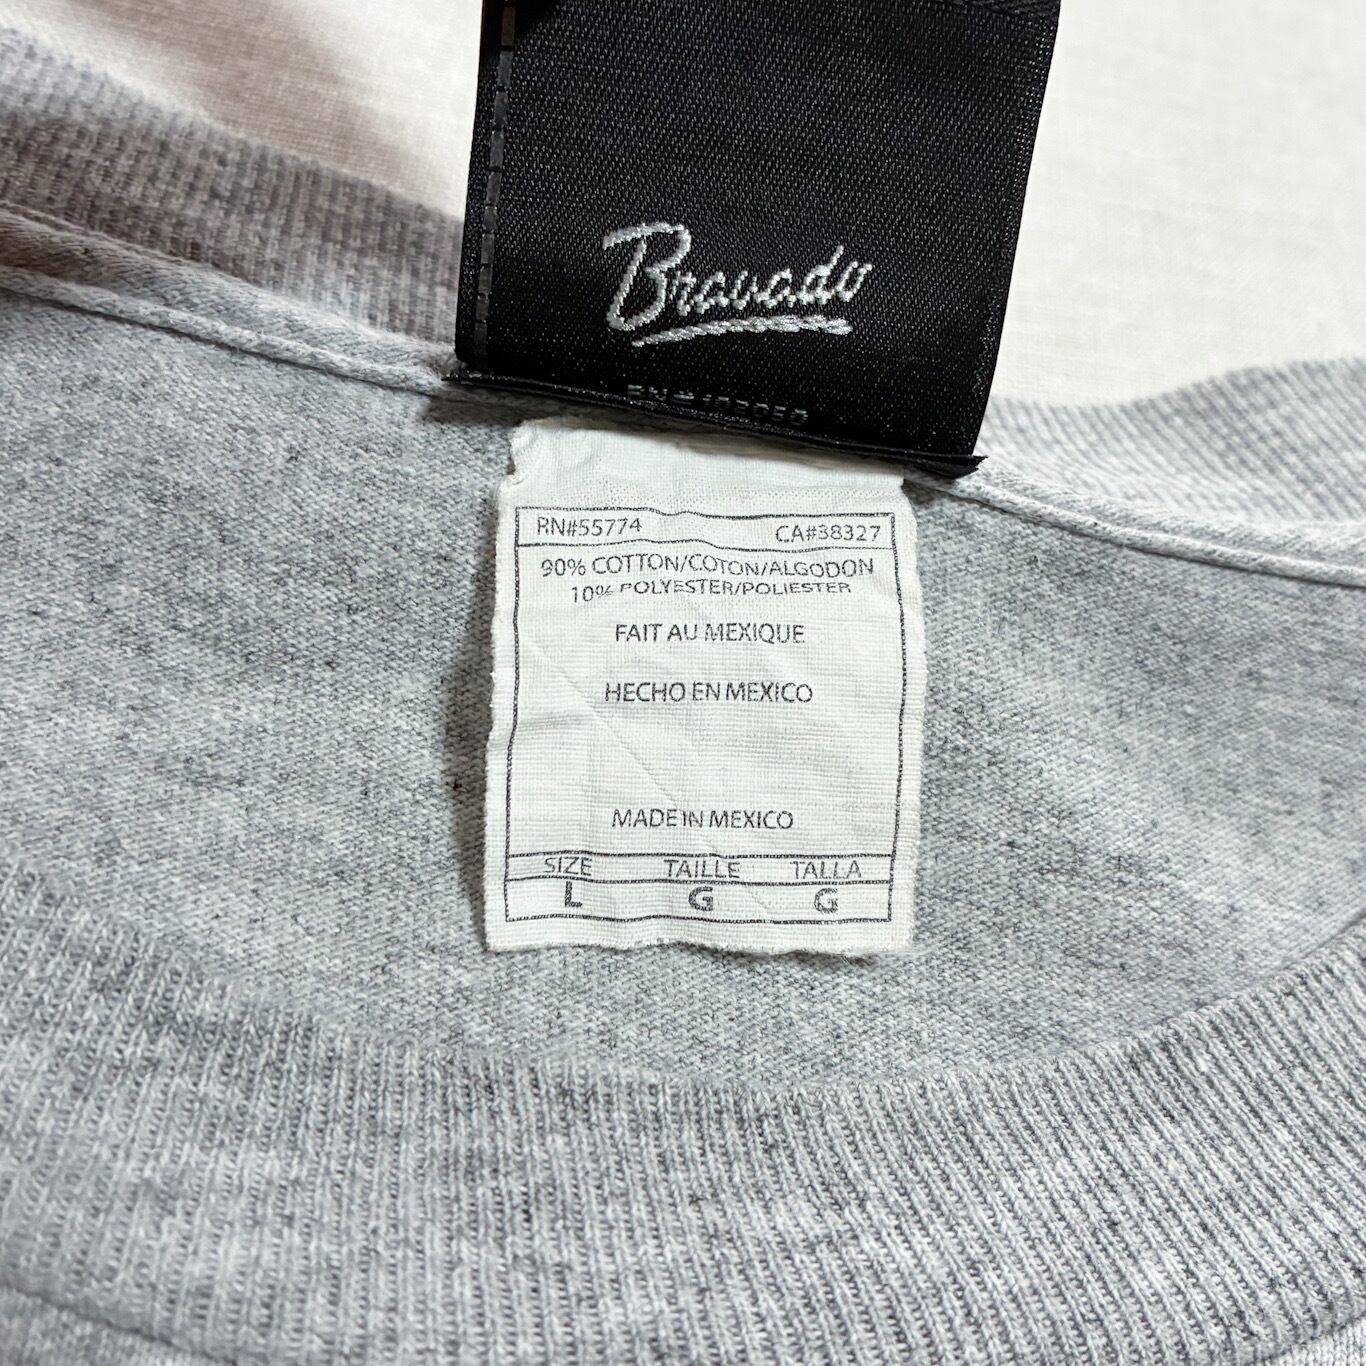 Bravado
RN#55774 CA#38327
90% COTTON/COTON/ALGODON
10% POLYESTER/POLIESTER
FAIT AU MEXIQUE
HECHO EN MEXICO
MADE IN MEXICO
SIZE TAILLE TALLA
L G G